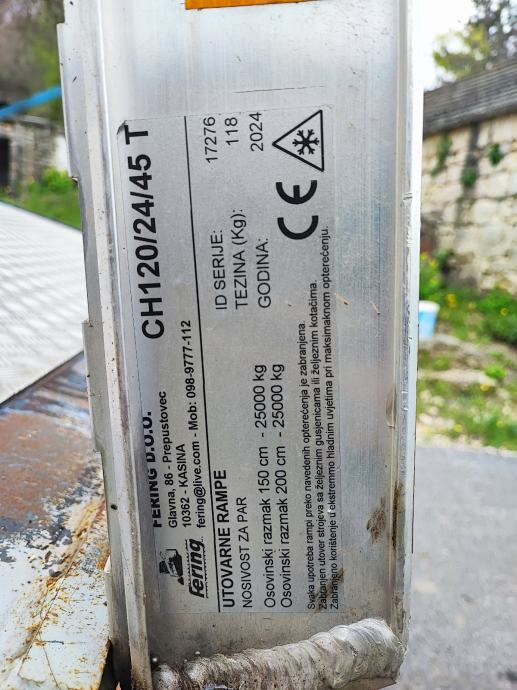 FERING D.O.O.
Glavna, 86 - Prepustovec
10362 - KASINA
fering@live.com - Mob: 098-9777-112
Fering
CH120/24/45 T
UTOVARNE RAMPE
NOSIVOST ZA PAR
Osovinski razmak 150 cm - 25000 kg
Osovinski razmak 200 cm - 25000 kg
ID SERIJE: 17276
TEZINA (Kg): 118
GODINA: 2024
CE
Svaka upotreba rampi preko navedenih opterećenja je zabranjena.
Zabranjen utover strojeva sa željeznim gusjenicama ili željeznim kotačima.
Zabranjeno korištenje u ekstremno hladnim uvjetima pri maksimaknom opterećenju.